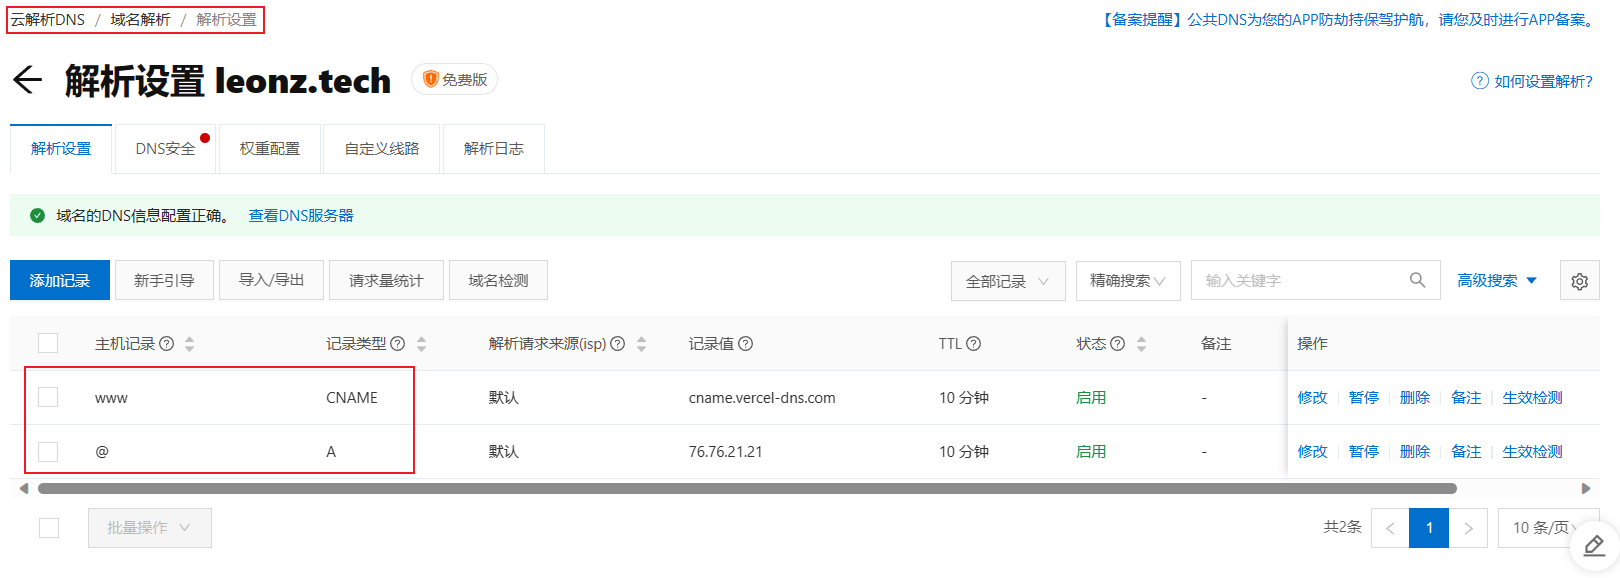 云解析DNS / 域名解析 / 解析设置
【备案提醒】公共DNS为您的APP防劫持保驾护航，请您及时进行APP备案。
解析设置 leonz.tech 免费版
如何设置解析?
解析设置 DNS安全 权重配置 自定义线路 解析日志
域名的DNS信息配置正确。 查看DNS服务器
添加记录 新手引导 导入/导出 请求量统计 域名检测 全部记录 精确搜索 输入关键字 高级搜索
主机记录 记录类型 解析请求来源(isp) 记录值 TTL 状态 备注 操作
www CNAME 默认 cname.vercel-dns.com 10 分钟 启用 - 修改 暂停 删除 备注 生效检测
@ A 默认 76.76.21.21 10 分钟 启用 - 修改 暂停 删除 备注 生效检测
批量操作 共2条 < 1 > 10 条/页